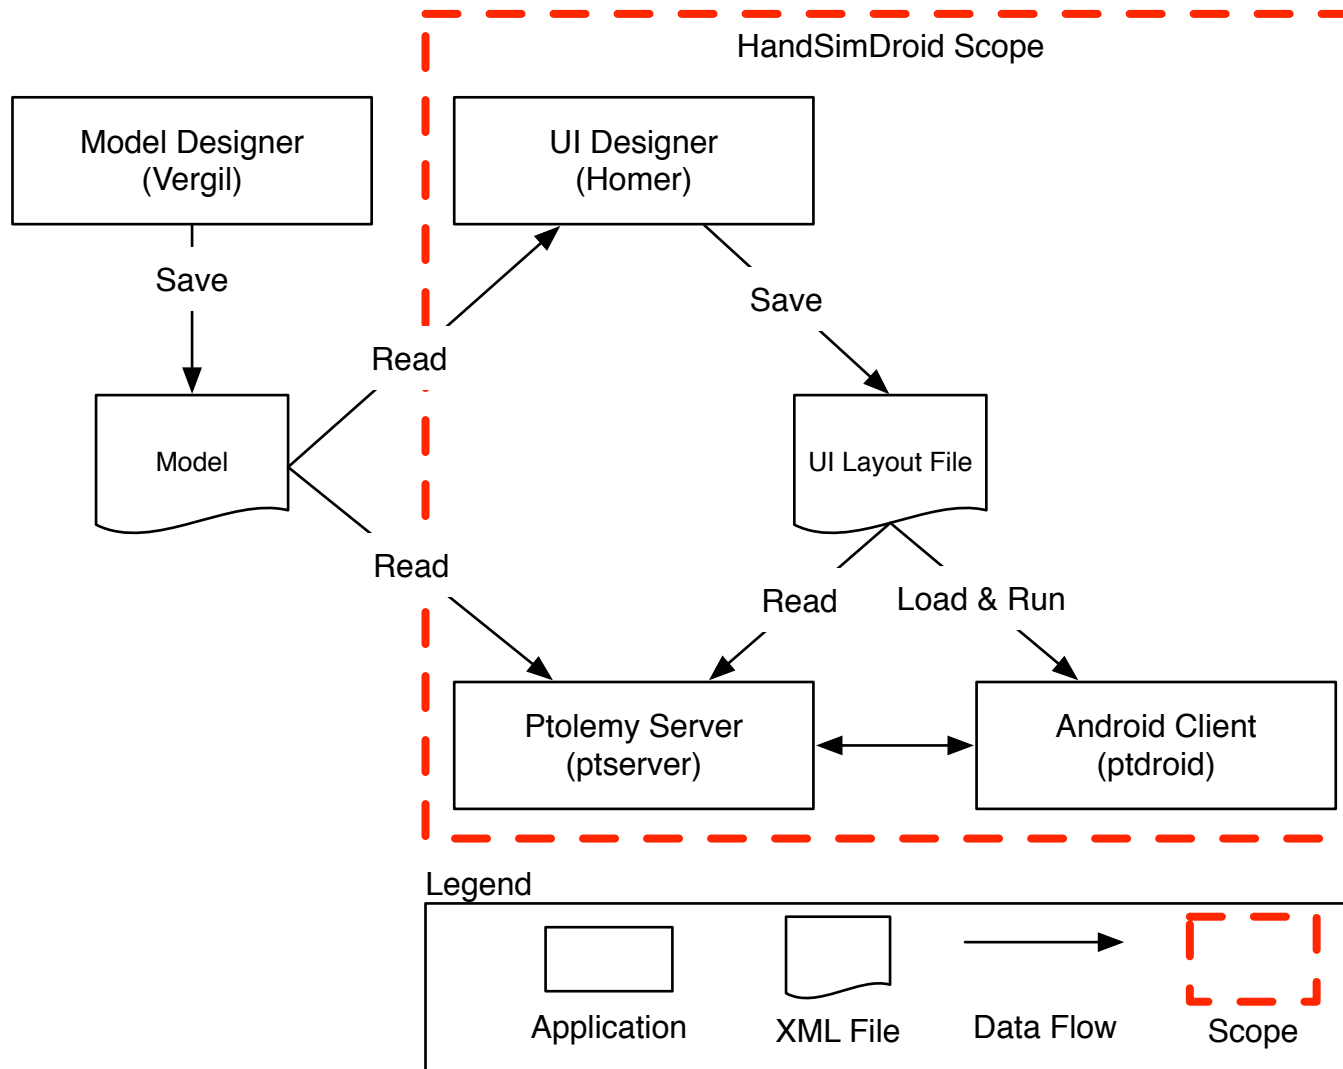 HandSimDroid Scope
Model Designer
(Vergil)
UI Designer
(Homer)
Save
Save
Read
Model
UI Layout File
Read
Read
Load & Run
Ptolemy Server
(ptserver)
Android Client
(ptdroid)
Legend
Application
XML File
Data Flow
Scope